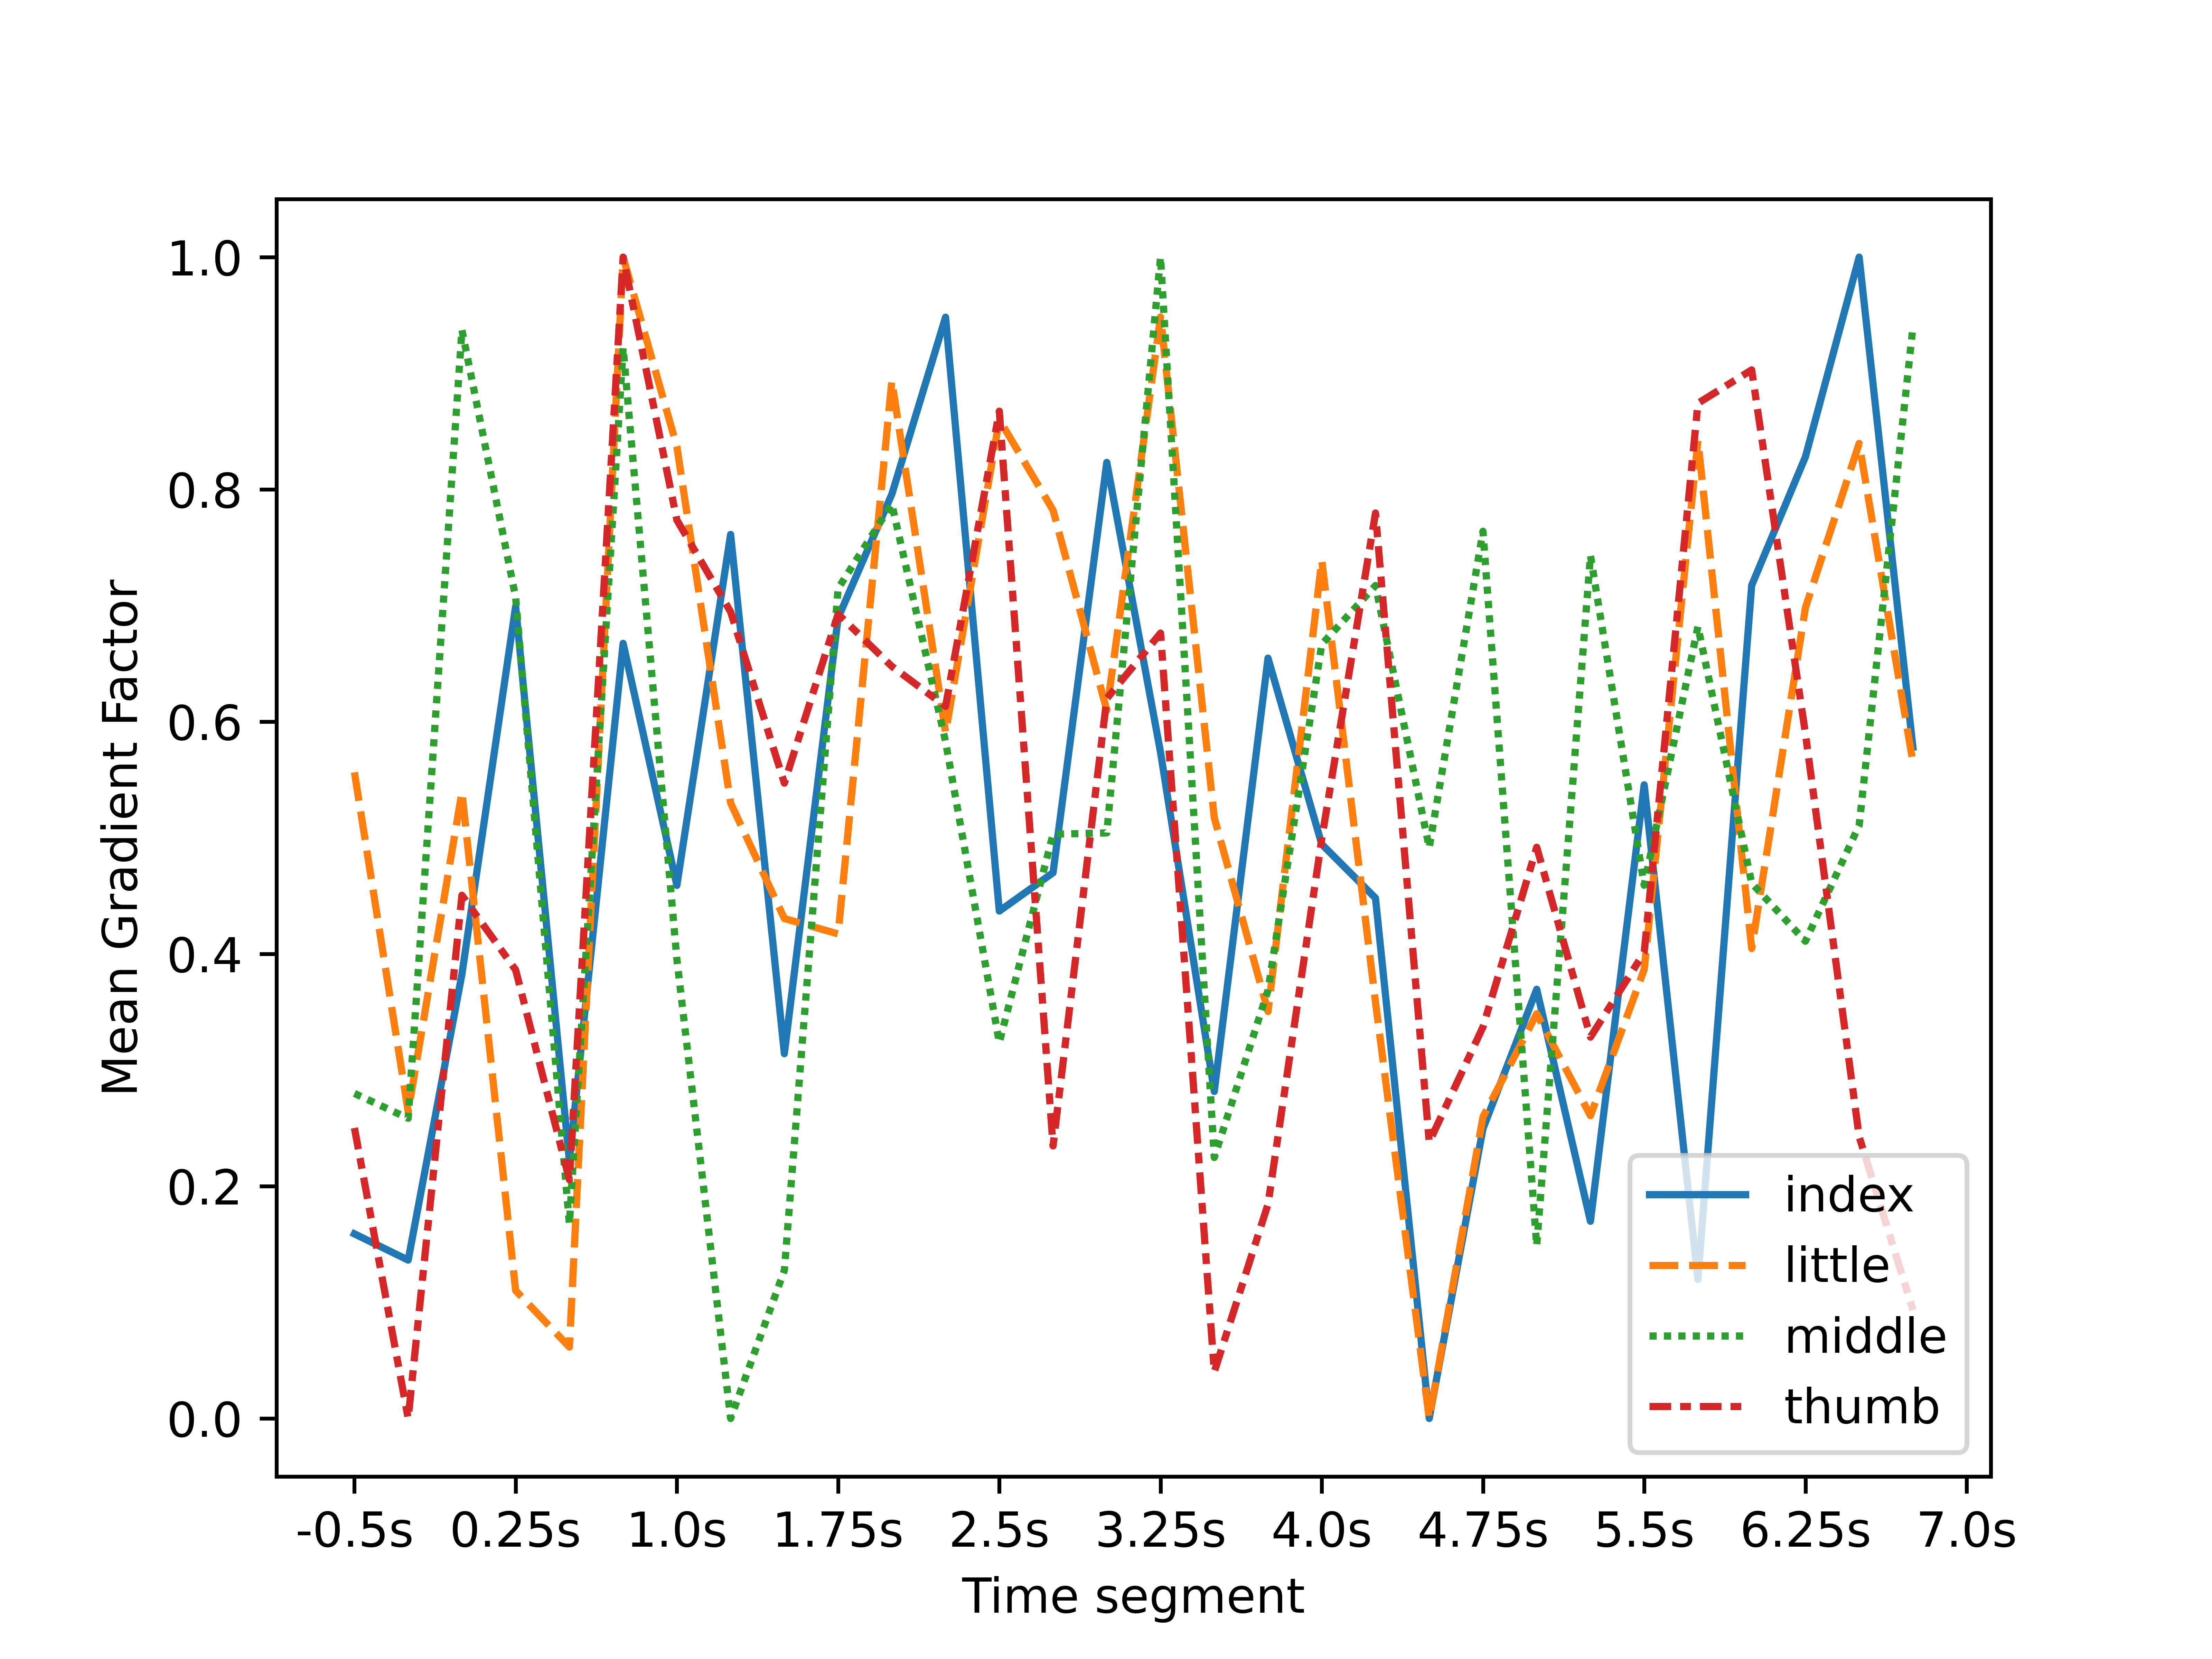 1.0
0.8
0.6
0.4
0.2
0.0
Mean Gradient Factor
index
little
middle
thumb
-0.5s 0.25s 1.0s 1.75s 2.5s 3.25s 4.0s 4.75s 5.5s 6.25s 7.0s
Time segment